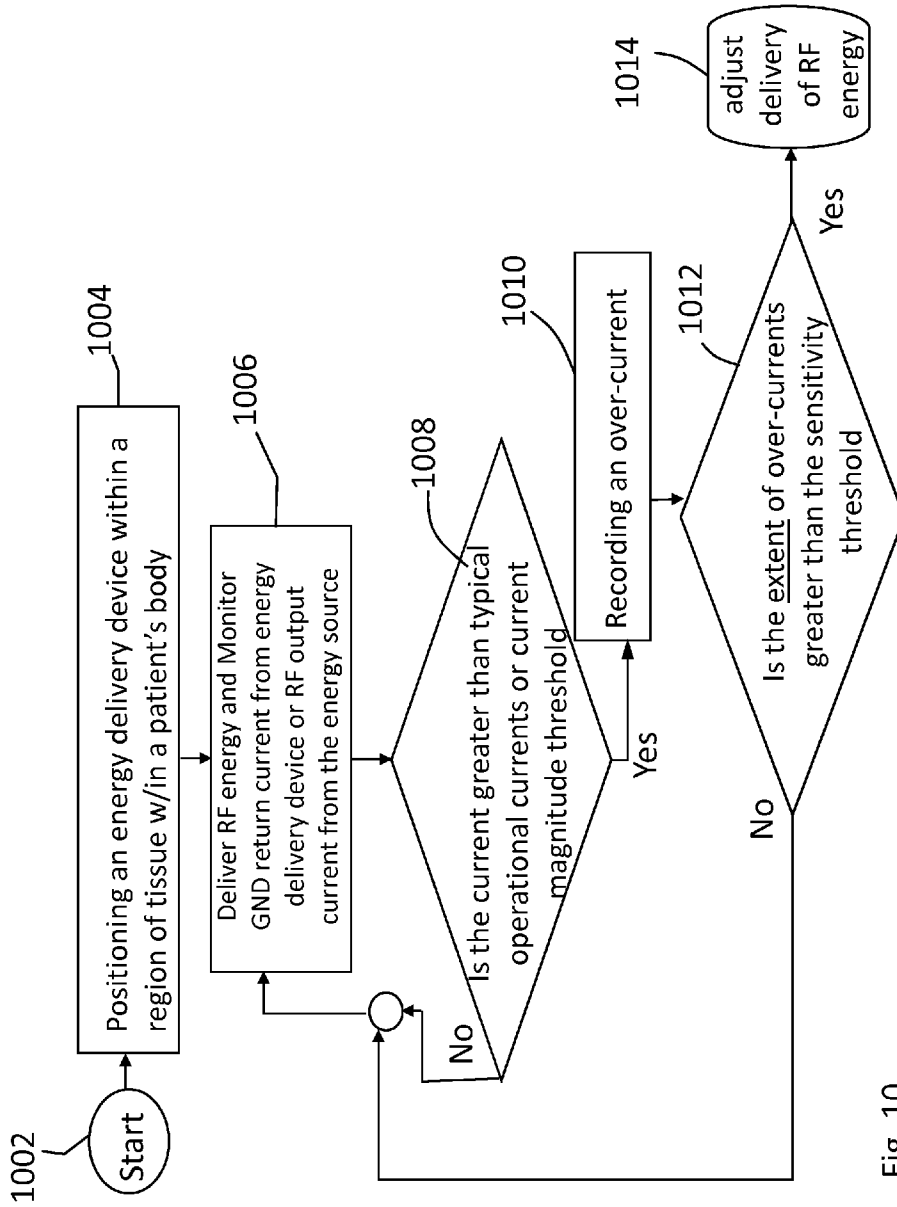 1002
Start
1004
Positioning an energy delivery device within a
region of tissue w/in a patient's body
1006
Deliver RF energy and Monitor
GND return current from energy
delivery device or RF output
current from the energy source
1008
Is the current greater than typical
operational currents or current
magnitude threshold
No
Yes
1010
Recording an over-current
1012
Is the extent of over-currents
greater than the sensitivity
threshold
No
Yes
1014
adjust
delivery
of RF
energy
Fig. 10